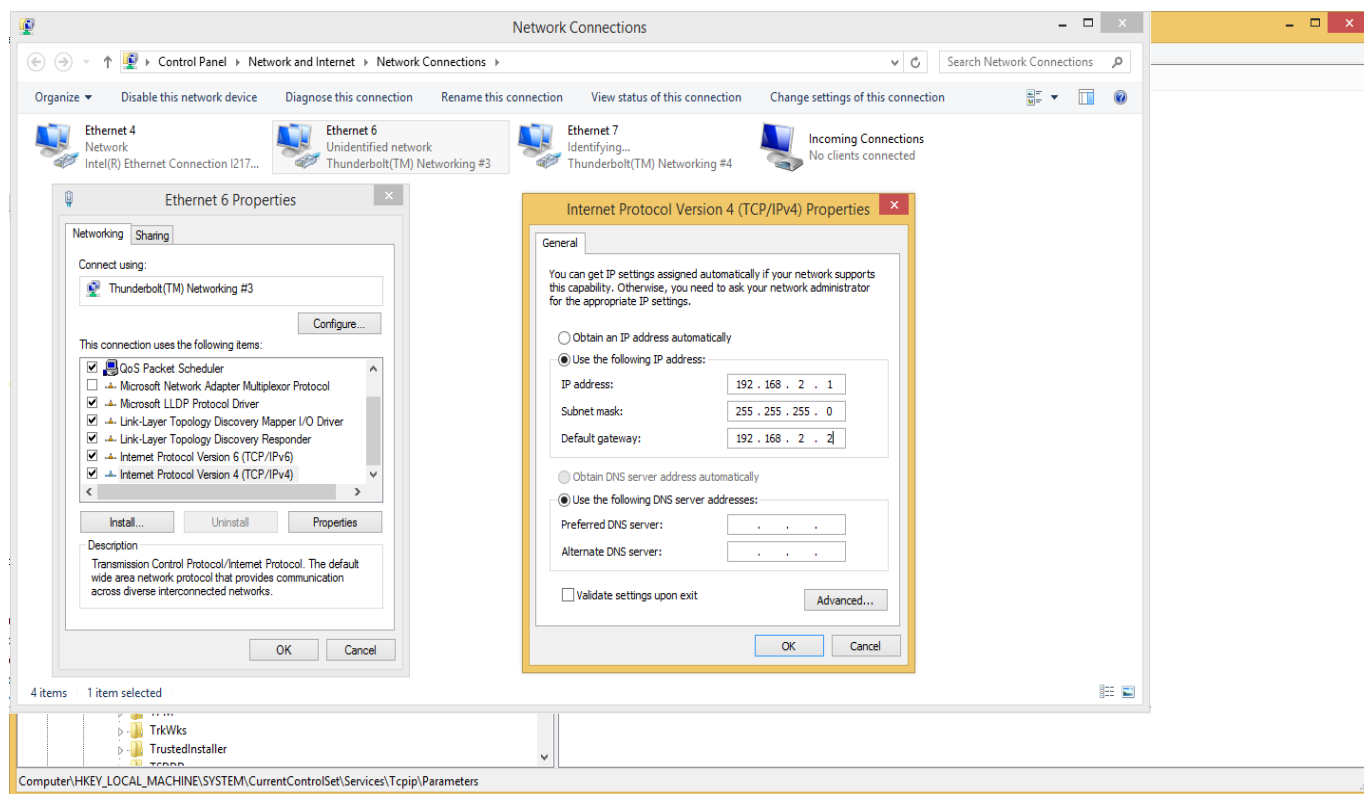 Network Connections
Control Panel Network and Internet Network Connections
Search Network Connections
Organize Disable this network device Diagnose this connection Rename this connection View status of this connection Change settings of this connection
Ethernet 4
Network
Intel(R) Ethernet Connection I217...
Ethernet 6
Unidentified network
Thunderbolt(TM) Networking #3
Ethernet 7
Identifying...
Thunderbolt(TM) Networking #4
Incoming Connections
No clients connected
Ethernet 6 Properties
Networking Sharing
Connect using:
Thunderbolt(TM) Networking #3
Configure...
This connection uses the following items:
QoS Packet Scheduler
Microsoft Network Adapter Multiplexor Protocol
Microsoft LLDP Protocol Driver
Link-Layer Topology Discovery Mapper I/O Driver
Link-Layer Topology Discovery Responder
Internet Protocol Version 6 (TCP/IPv6)
Internet Protocol Version 4 (TCP/IPv4)
Install... Uninstall Properties
Description
Transmission Control Protocol/Internet Protocol. The default
wide area network protocol that provides communication
across diverse interconnected networks.
OK Cancel
Internet Protocol Version 4 (TCP/IPv4) Properties
General
You can get IP settings assigned automatically if your network supports
this capability. Otherwise, you need to ask your network administrator
for the appropriate IP settings.
Obtain an IP address automatically
Use the following IP address:
IP address: 192 . 168 . 2 . 1
Subnet mask: 255 . 255 . 255 . 0
Default gateway: 192 . 168 . 2 . 2
Obtain DNS server address automatically
Use the following DNS server addresses:
Preferred DNS server: . . .
Alternate DNS server: . . .
Validate settings upon exit
Advanced...
OK Cancel
4 items 1 item selected
TrkWks
TrustedInstaller
Computer\HKEY_LOCAL_MACHINE\SYSTEM\CurrentControlSet\Services\Tcpip\Parameters